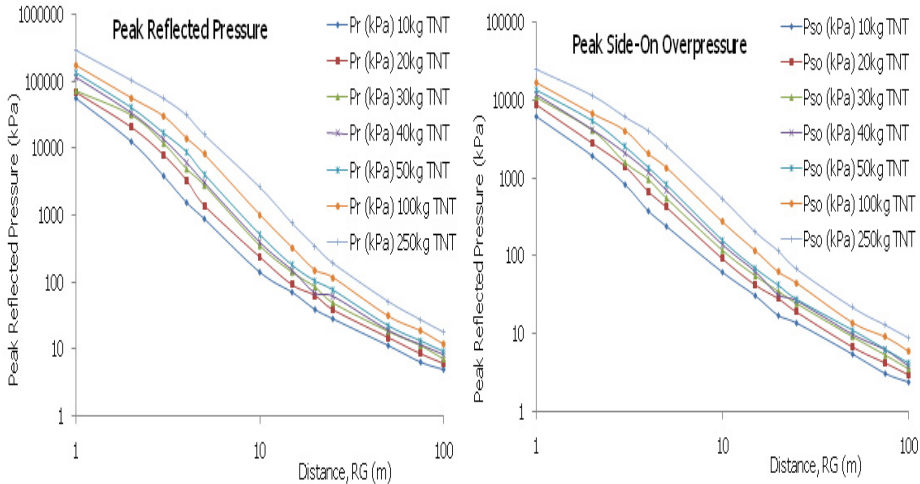 Peak Reflected Pressure
Peak Reflected Pressure (kPa)
1000000
100000
10000
1000
100
10
1
1
10
100
Distance, RG (m)
Pr (kPa) 10kg TNT
Pr (kPa) 20kg TNT
Pr (kPa) 30kg TNT
Pr (kPa) 40kg TNT
Pr (kPa) 50kg TNT
Pr (kPa) 100kg TNT
Pr (kPa) 250kg TNT
Peak Side-On Overpressure
Peak Reflected Pressure (kPa)
100000
10000
1000
100
10
1
1
10
100
Distance, RG (m)
Pso (kPa) 10kg TNT
Pso (kPa) 20kg TNT
Pso (kPa) 30kg TNT
Pso (kPa) 40kg TNT
Pso (kPa) 50kg TNT
Pso (kPa) 100kg TNT
Pso (kPa) 250kg TNT